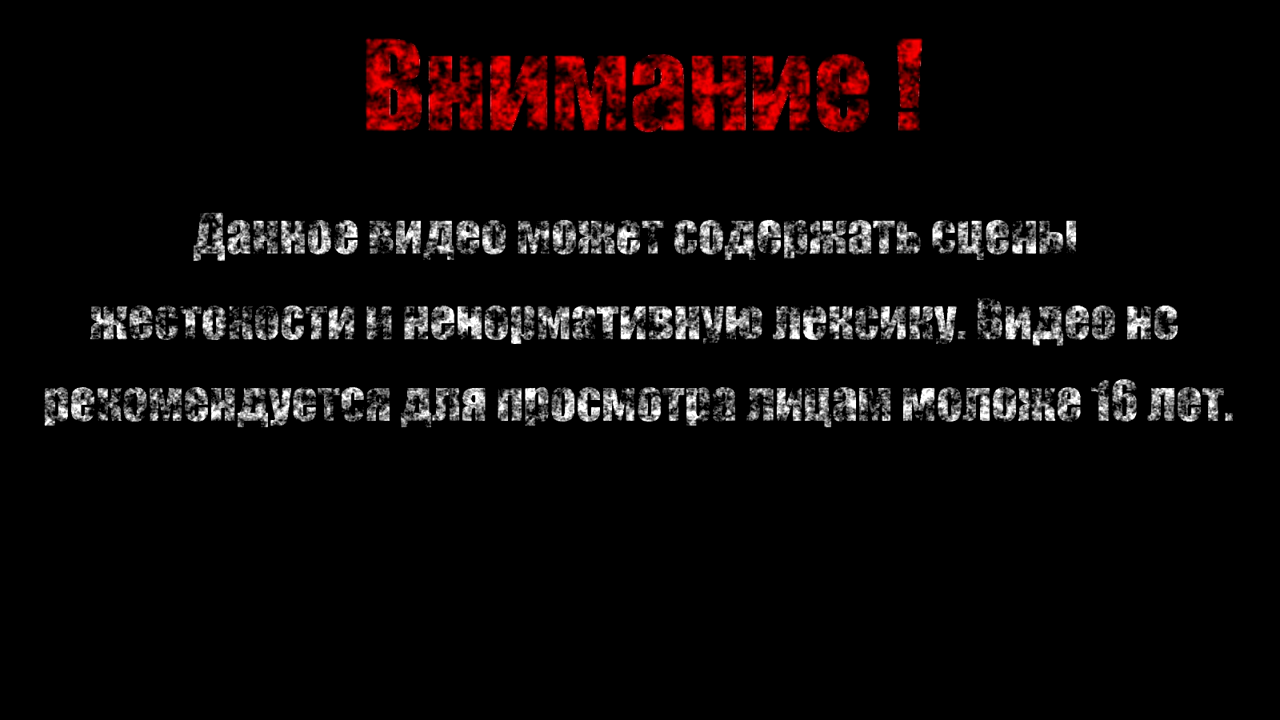 Внимание !
Данное видео может содержать сцены
жестокости и ненормативную лексику. Видео не
рекомендуется для просмотра лицам моложе 16 лет.